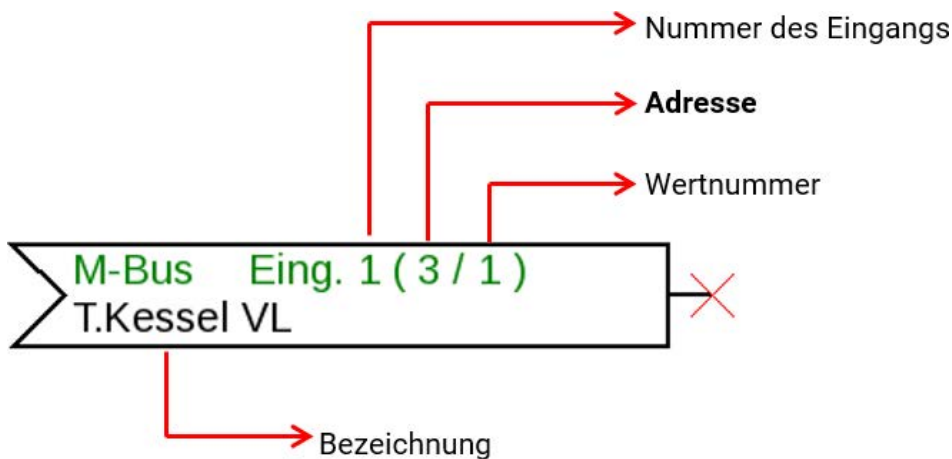 Nummer des Eingangs
Adresse
Wertnummer
M-Bus Eing. 1 ( 3 / 1 )
T.Kessel VL
Bezeichnung